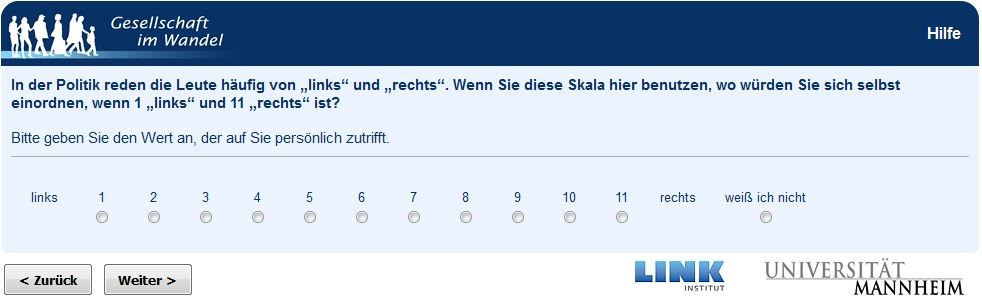 Gesellschaft
im Wandel
Hilfe
In der Politik reden die Leute häufig von „links“ und „rechts“. Wenn Sie diese Skala hier benutzen, wo würden Sie sich selbst
einordnen, wenn 1 „links“ und 11 „rechts“ ist?
Bitte geben Sie den Wert an, der auf Sie persönlich zutrifft.
links 1 2 3 4 5 6 7 8 9 10 11 rechts weiß ich nicht
< Zurück Weiter >
LINK
INSTITUT
UNIVERSITÄT
MANNHEIM